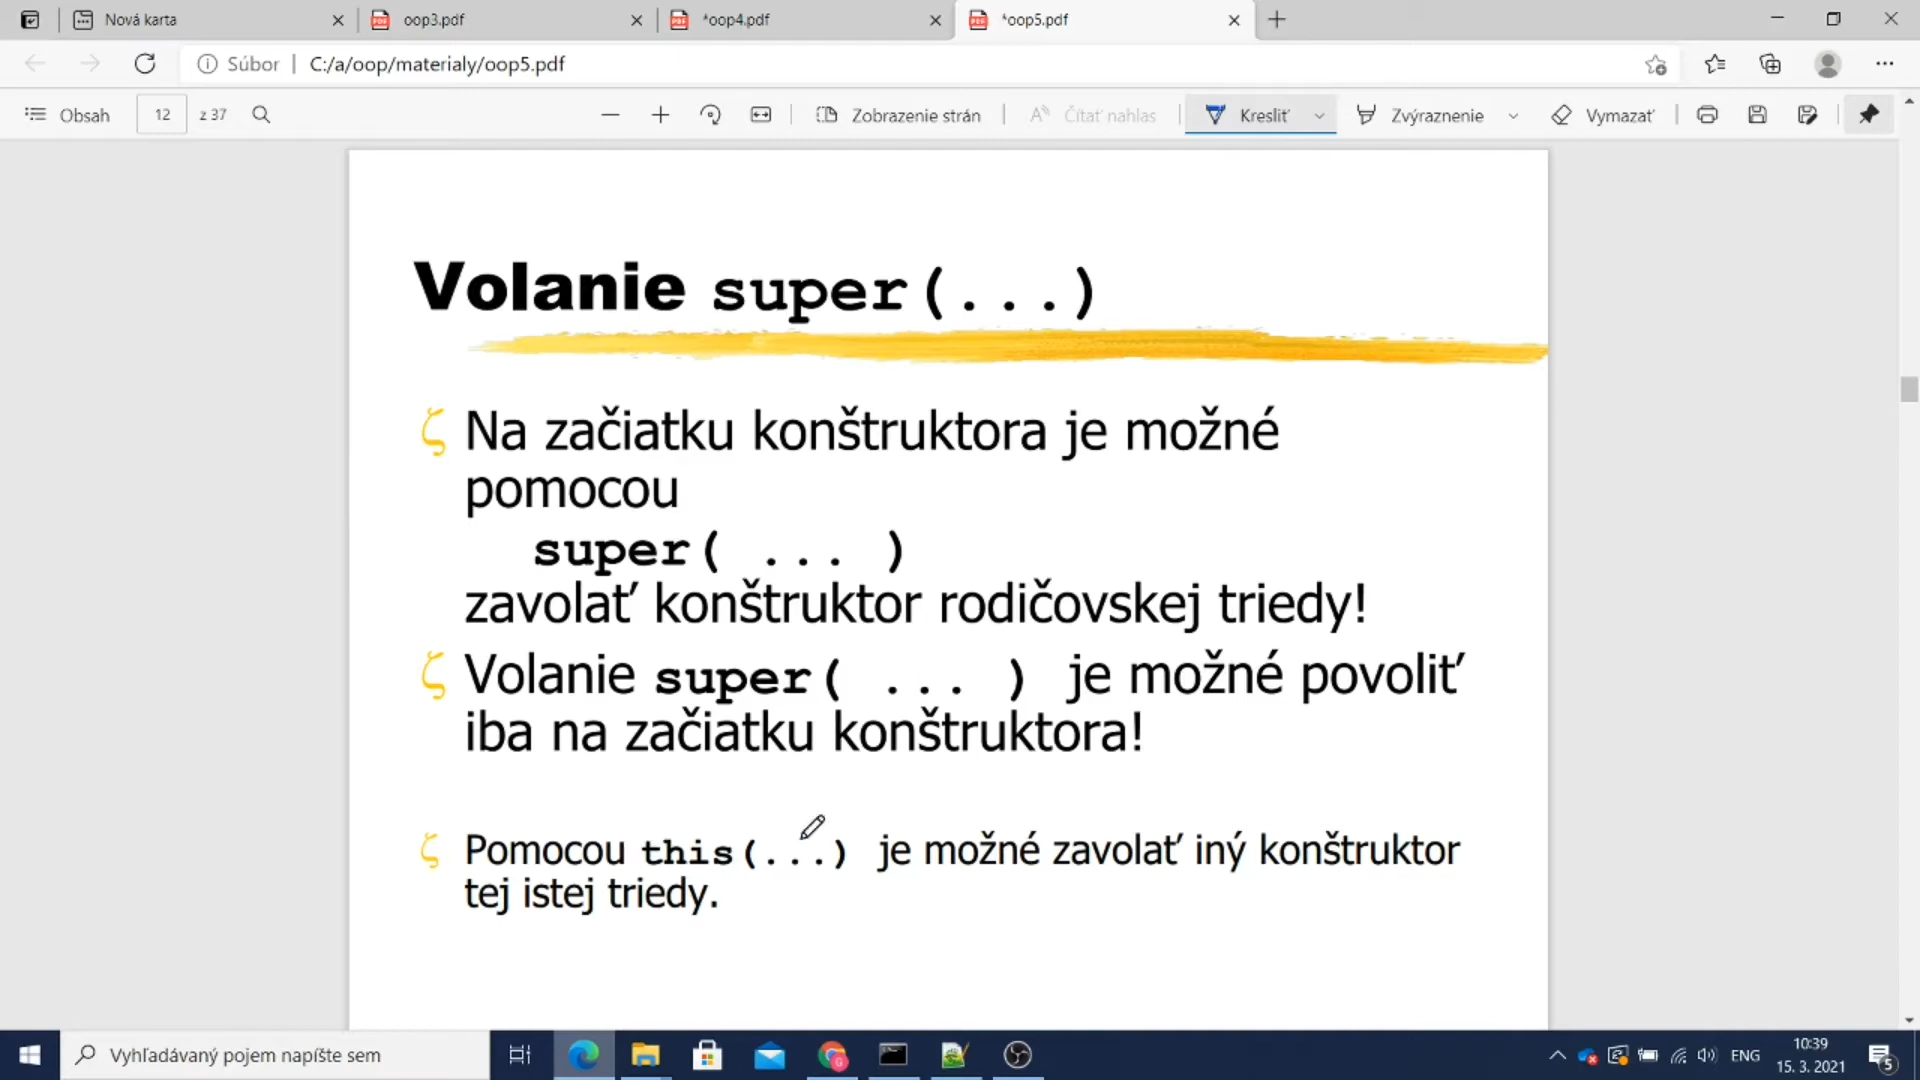 Nová karta
oop3.pdf
*oop4.pdf
*oop5.pdf
Súbor
C:/a/oop/materialy/oop5.pdf
Obsah
12
z 37
Zobrazenie strán
Čítať nahlas
Kresliť
Zvýraznenie
Vymazať
Volanie super(...)
Na začiatku konštruktora je možné
pomocou
super( ... )
zavolať konštruktor rodičovskej triedy!
Volanie super( ... ) je možné povoliť
iba na začiatku konštruktora!
Pomocou this(...) je možné zavolať iný konštruktor
tej istej triedy.
Vyhľadávaný pojem napíšte sem
ENG
10:39
15. 3. 2021
5